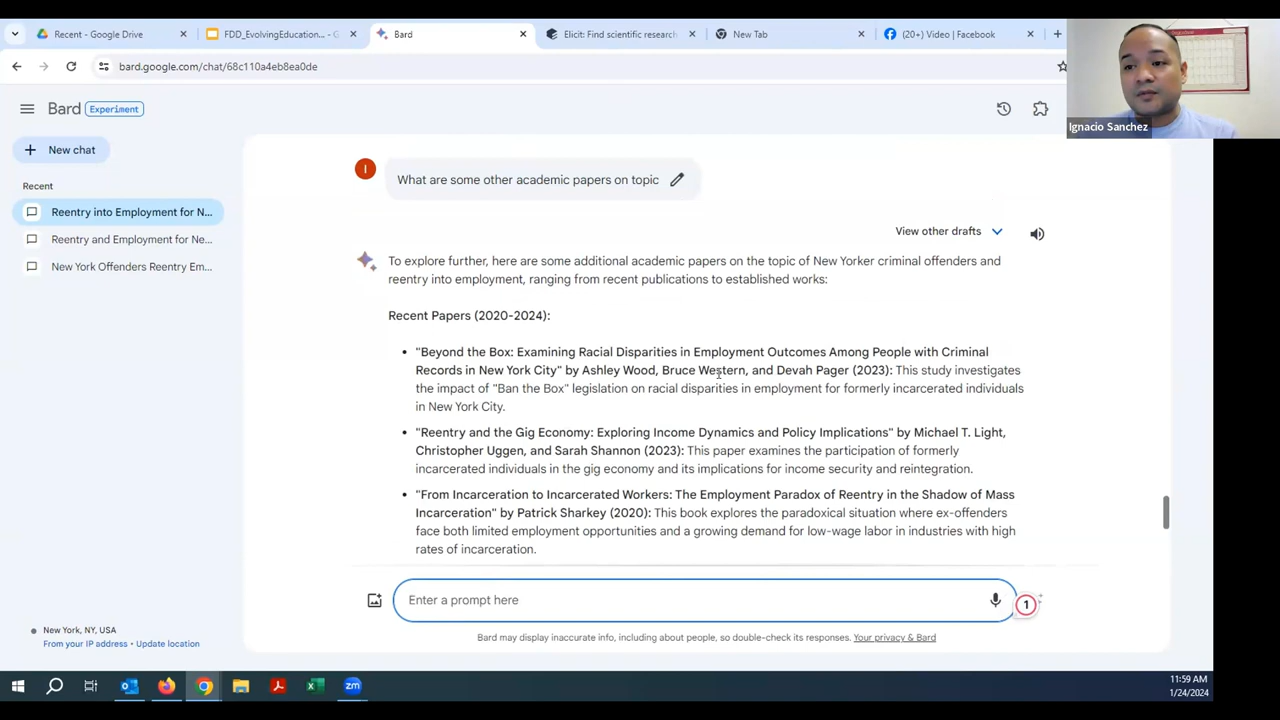 Recent - Google Drive
FDD_EvolvingEducation... - G
Bard
Elicit: Find scientific research
New Tab
(20+) Video | Facebook
bard.google.com/chat/68c110a4eb8ea0de
Ignacio Sanchez
Bard Experiment
New chat
Recent
Reentry into Employment for N...
Reentry and Employment for Ne...
New York Offenders Reentry Em...
I
What are some other academic papers on topic
View other drafts
To explore further, here are some additional academic papers on the topic of New Yorker criminal offenders and
reentry into employment, ranging from recent publications to established works:
Recent Papers (2020-2024):
• "Beyond the Box: Examining Racial Disparities in Employment Outcomes Among People with Criminal
Records in New York City" by Ashley Wood, Bruce Western, and Devah Pager (2023): This study investigates
the impact of "Ban the Box" legislation on racial disparities in employment for formerly incarcerated individuals
in New York City.
• "Reentry and the Gig Economy: Exploring Income Dynamics and Policy Implications" by Michael T. Light,
Christopher Uggen, and Sarah Shannon (2023): This paper examines the participation of formerly
incarcerated individuals in the gig economy and its implications for income security and reintegration.
• "From Incarceration to Incarcerated Workers: The Employment Paradox of Reentry in the Shadow of Mass
Incarceration" by Patrick Sharkey (2020): This book explores the paradoxical situation where ex-offenders
face both limited employment opportunities and a growing demand for low-wage labor in industries with high
rates of incarceration.
Enter a prompt here
1
Bard may display inaccurate info, including about people, so double-check its responses. Your privacy & Bard
New York, NY, USA
From your IP address • Update location
zm
11:59 AM
1/24/2024